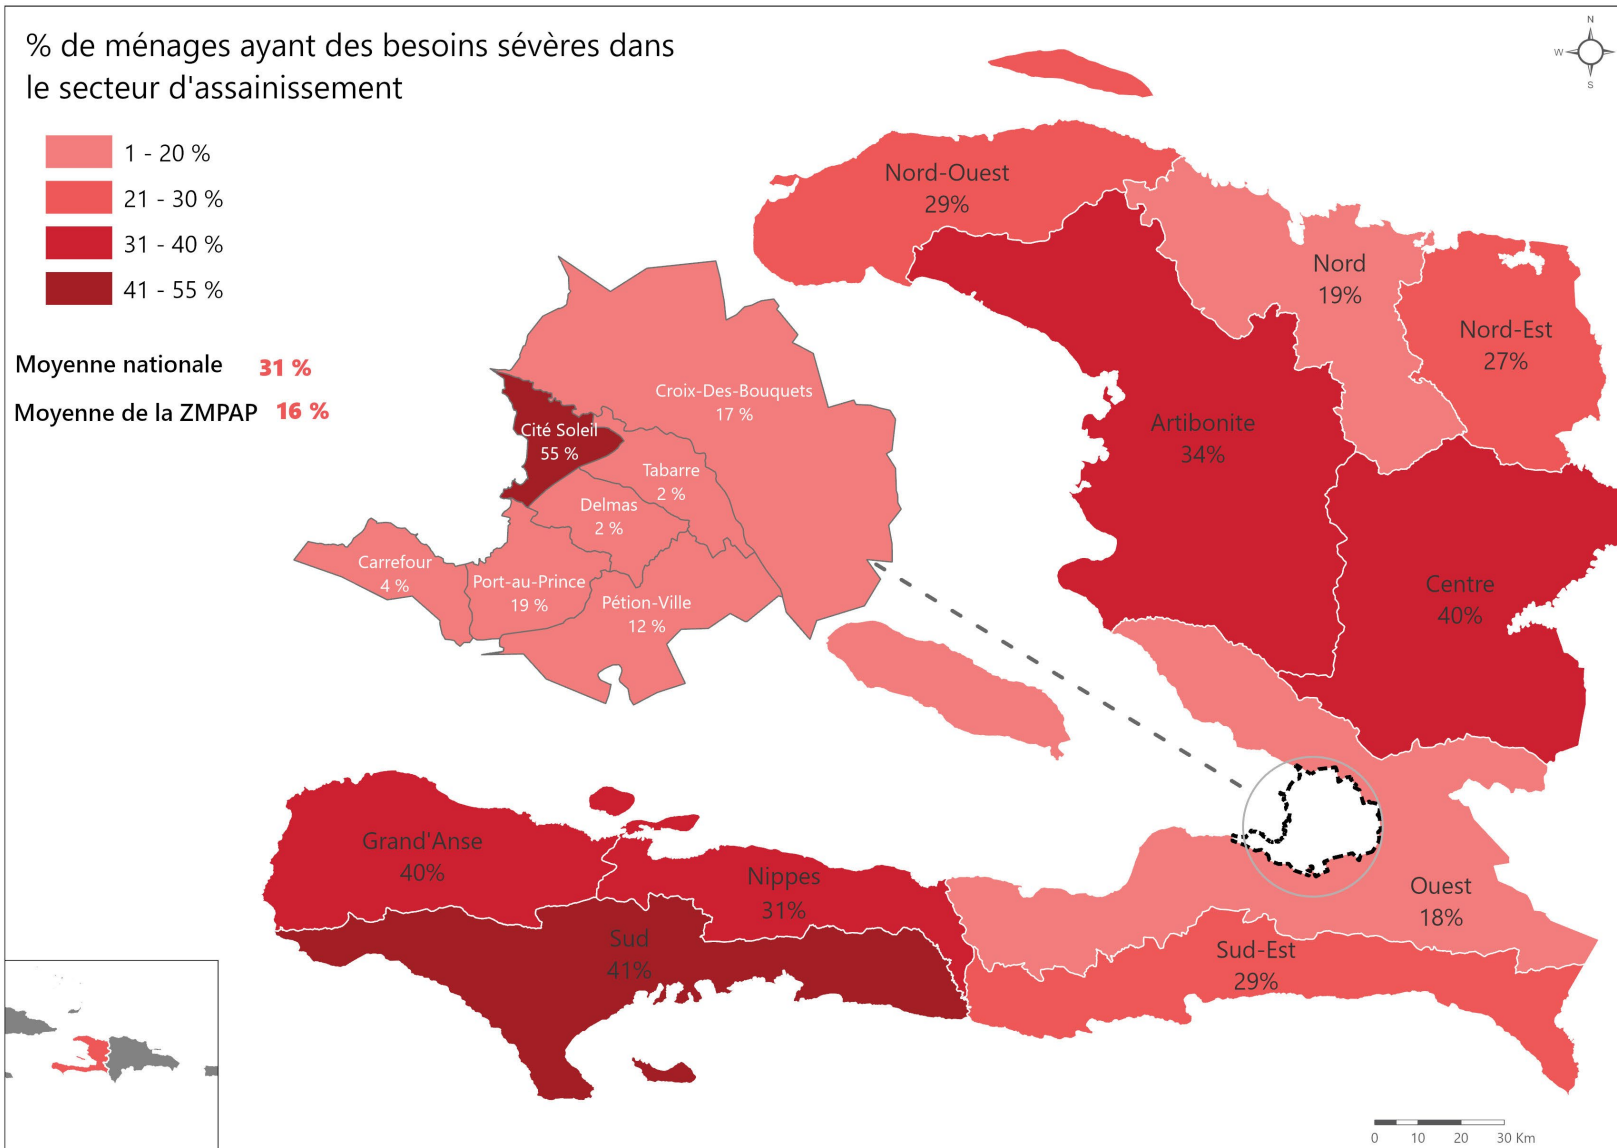 % de ménages ayant des besoins sévères dans
le secteur d'assainissement
1 - 20 %
21 - 30 %
31 - 40 %
41 - 55 %
Moyenne nationale 31 %
Moyenne de la ZMPAP 16 %
N
W
S
Nord-Ouest
29%
Nord
19%
Nord-Est
27%
Artibonite
34%
Centre
40%
Croix-Des-Bouquets
17 %
Cité Soleil
55 %
Tabarre
2 %
Delmas
2 %
Carrefour
4 %
Port-au-Prince
19 %
Pétion-Ville
12 %
Grand'Anse
40%
Nippes
31%
Sud
41%
Ouest
18%
Sud-Est
29%
0 10 20 30 Km